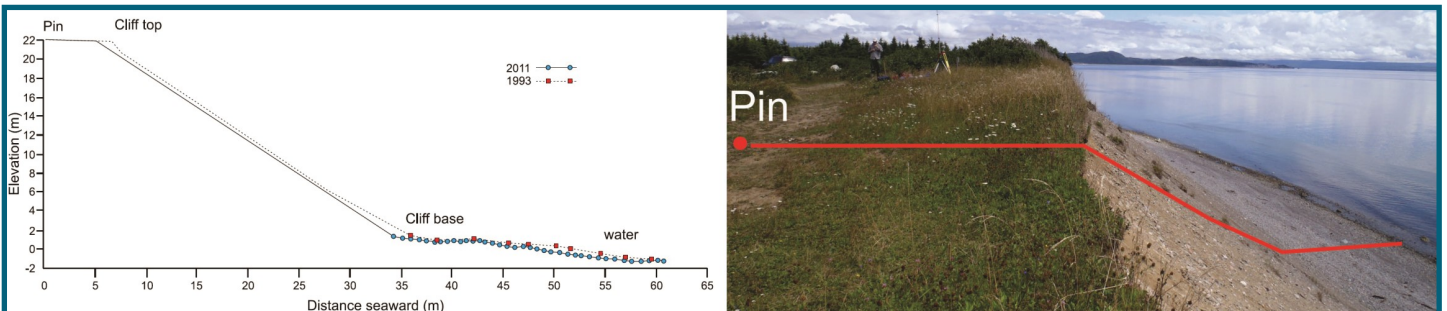 Pin
Cliff top
22
20
18
16
14
12
10
8
6
4
2
0
-2
Elevation (m)
2011
1993
Cliff base
water
0 5 10 15 20 25 30 35 40 45 50 55 60 65
Distance seaward (m)
Pin